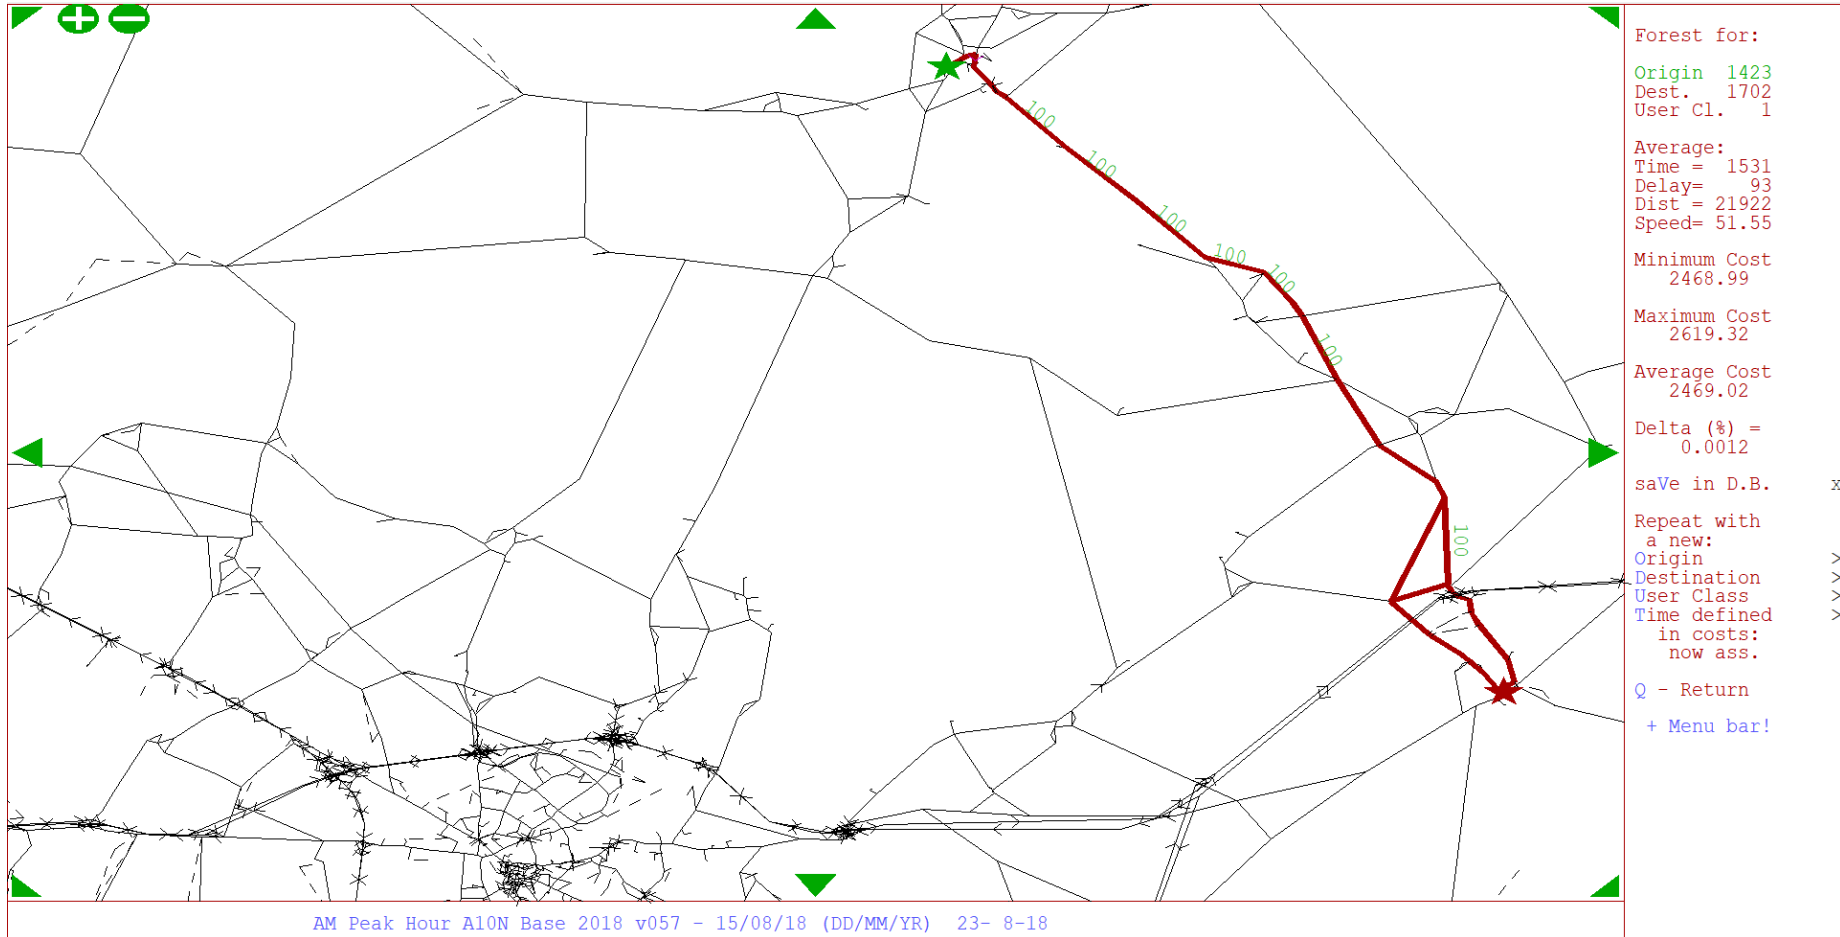 100
100
100
100
100
100
100
Forest for:
Origin 1423
Dest. 1702
User Cl. 1
Average:
Time = 1531
Delay= 93
Dist = 21922
Speed= 51.55
Minimum Cost
2468.99
Maximum Cost
2619.32
Average Cost
2469.02
Delta (%) =
0.0012
saVe in D.B. x
Repeat with
a new:
Origin >
Destination >
User Class >
Time defined >
in costs:
now ass.
Q - Return
+ Menu bar!
AM Peak Hour A10N Base 2018 v057 - 15/08/18 (DD/MM/YR) 23- 8-18